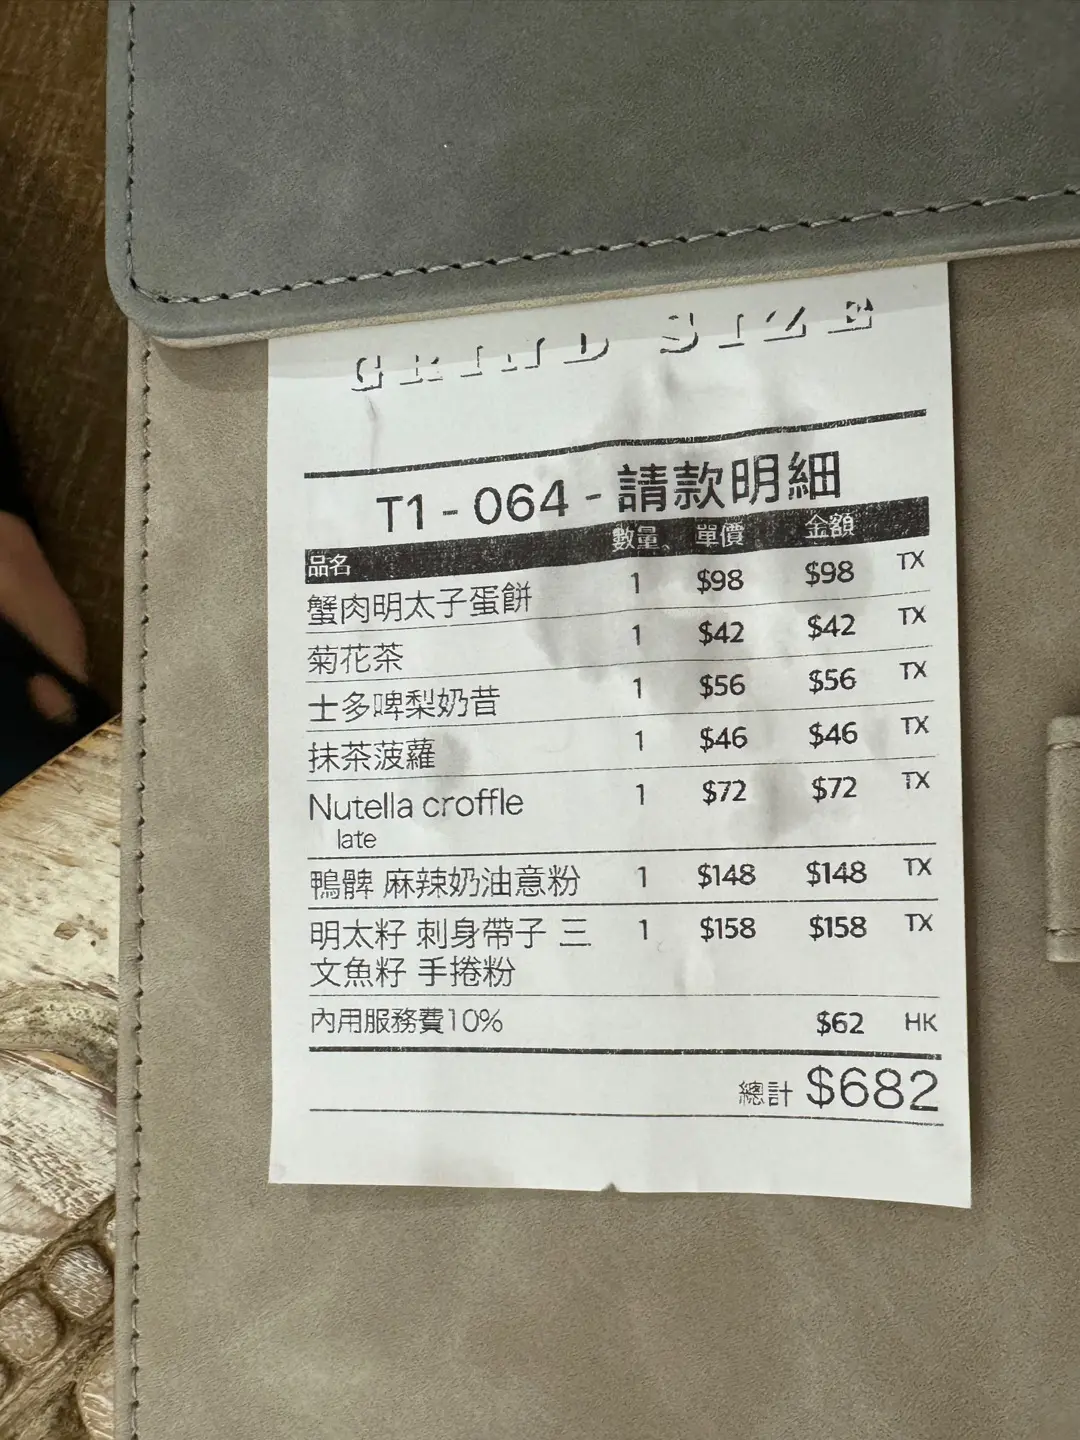 GRIND SIZE
T1 - 064 - 請款明細
品名 數量 單價 金額
蟹肉明太子蛋餅 1 $98 $98 TX
菊花茶 1 $42 $42 TX
士多啤梨奶昔 1 $56 $56 TX
抹茶菠蘿 1 $46 $46 TX
Nutella croffle 1 $72 $72 TX
late
鴨髀 麻辣奶油意粉 1 $148 $148 TX
明太籽 刺身帶子 三 1 $158 $158 TX
文魚籽 手捲粉
內用服務費10% $62 HK
總計 $682